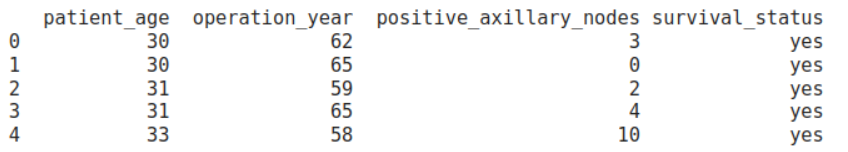 patient_age operation_year positive_axillary_nodes survival_status
0 30 62 3 yes
1 30 65 0 yes
2 31 59 2 yes
3 31 65 4 yes
4 33 58 10 yes